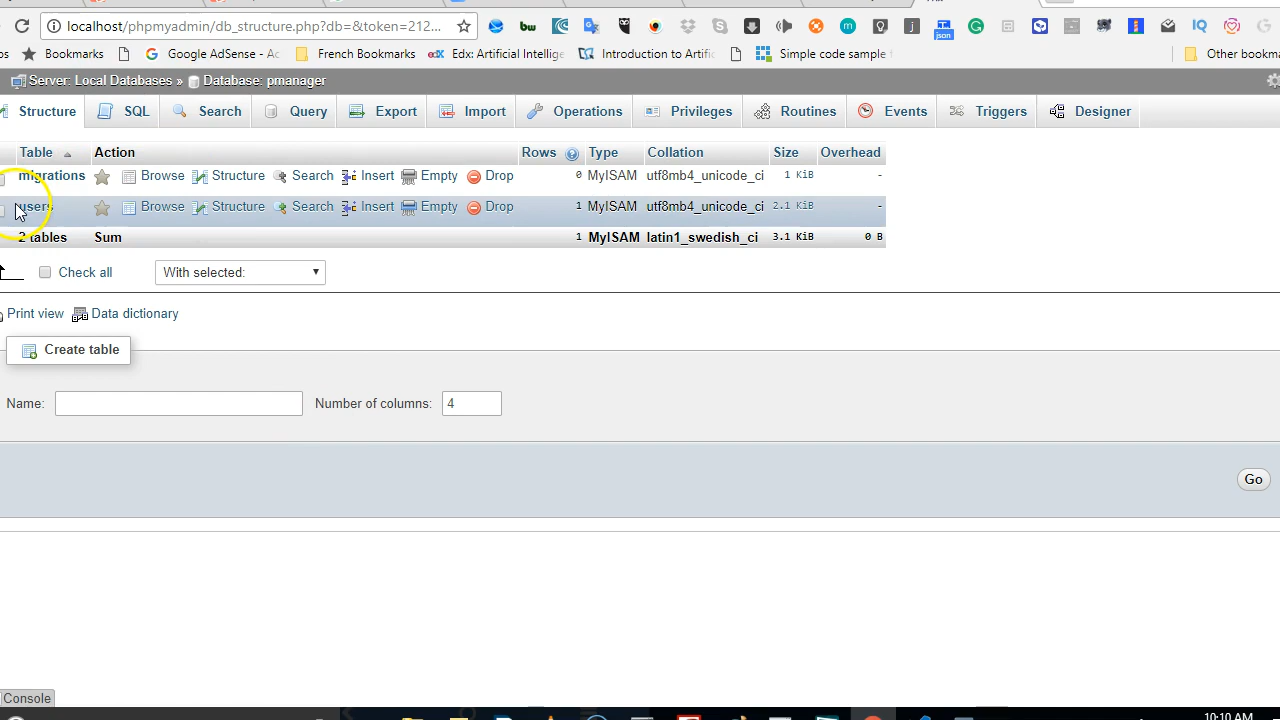 localhost/phpmyadmin/db_structure.php?db=&token=212...
Bookmarks Google AdSense - Ac French Bookmarks Edx: Artificial Intellige Introduction to Artific Simple code sample f Other bookma
Server: Local Databases » Database: pmanager
Structure SQL Search Query Export Import Operations Privileges Routines Events Triggers Designer
Table Action Rows Type Collation Size Overhead
migrations Browse Structure Search Insert Empty Drop 0 MyISAM utf8mb4_unicode_ci 1 KiB -
users Browse Structure Search Insert Empty Drop 1 MyISAM utf8mb4_unicode_ci 2.1 KiB -
2 tables Sum 1 MyISAM latin1_swedish_ci 3.1 KiB 0 B
Check all With selected:
Print view Data dictionary
Create table
Name: Number of columns: 4
Go
Console
10:10 AM